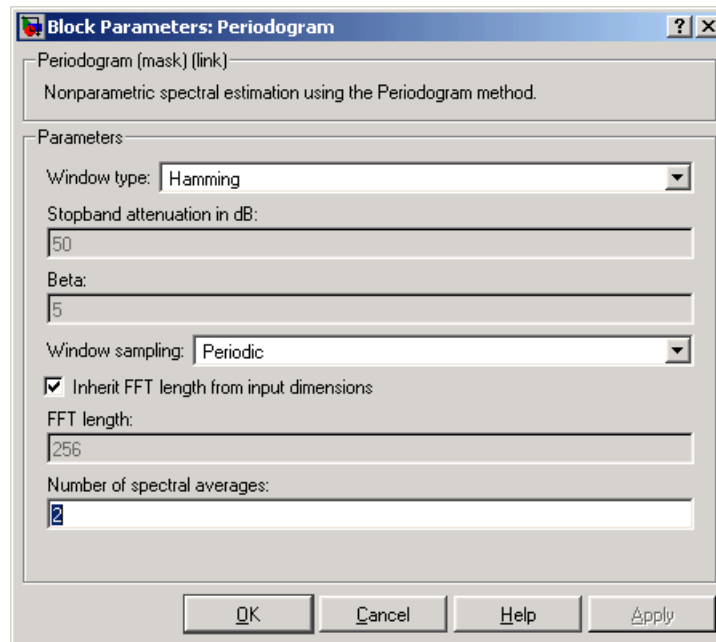 Block Parameters: Periodogram
Periodogram (mask) (link)
Nonparametric spectral estimation using the Periodogram method.
Parameters
Window type: Hamming
Stopband attenuation in dB:
50
Beta:
5
Window sampling: Periodic
Inherit FFT length from input dimensions
FFT length:
256
Number of spectral averages:
2
OK Cancel Help Apply